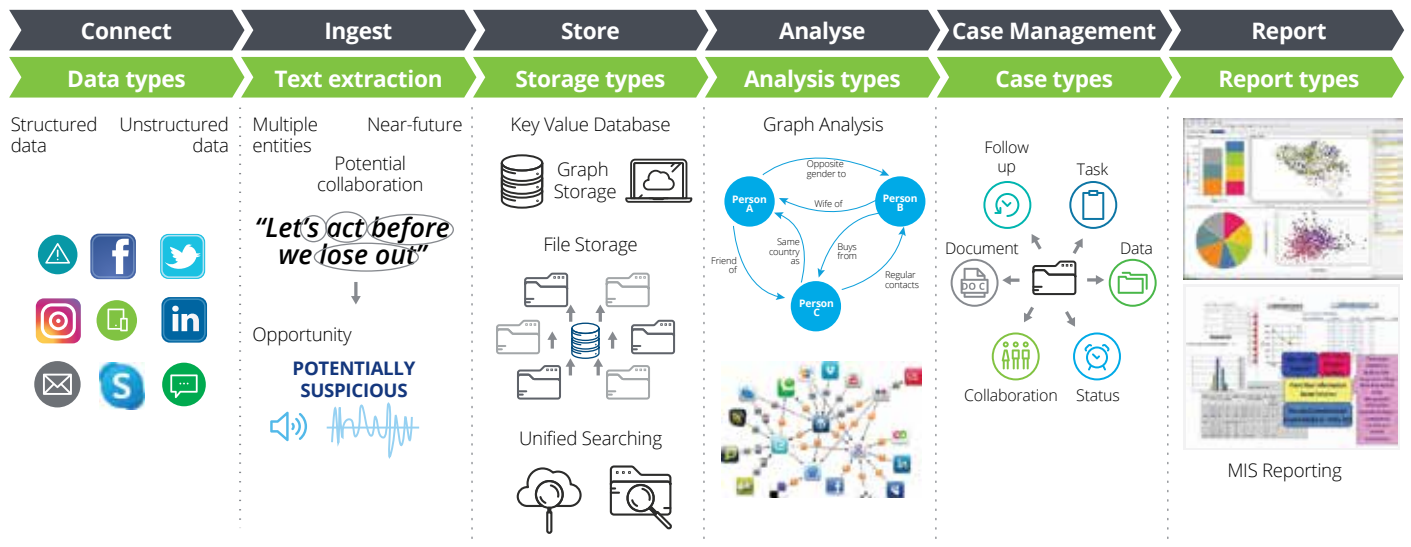 Connect
Ingest
Store
Analyse
Case Management
Report
Data types
Text extraction
Storage types
Analysis types
Case types
Report types
Structured
data
Unstructured
data
f
in
S
Multiple
entities
Near-future
Potential
collaboration
“Let’s act before
we lose out”
Opportunity
POTENTIALLY
SUSPICIOUS
Key Value Database
Graph
Storage
File Storage
Unified Searching
Graph Analysis
Opposite
gender to
Person
A
Person
B
Wife of
Same
country
as
Buys
from
Friend
of
Regular
contacts
Person
C
Follow
up
Task
Document
DOC
Data
Collaboration
Status
MIS Reporting